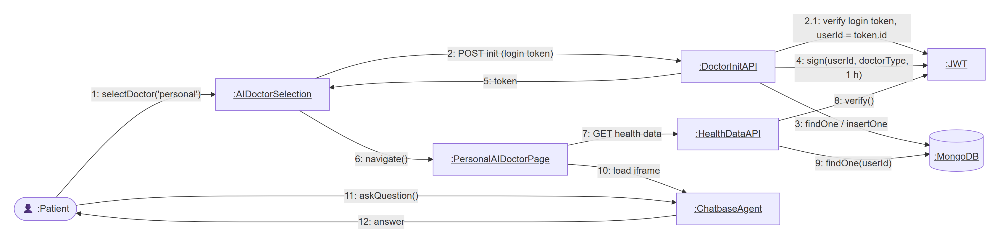 2.1: verify login token,
userId = token.id
2: POST init (login token)
:DoctorInitAPI
4: sign(userId, doctorType,
1 h)
:JWT
5: token
1: selectDoctor('personal')
:AIDoctorSelection
8: verify()
3: findOne / insertOne
7: GET health data
:HealthDataAPI
6: navigate()
:PersonalAIDoctorPage
:MongoDB
9: findOne(userId)
10: load iframe
11: askQuestion()
:Patient
:ChatbaseAgent
12: answer